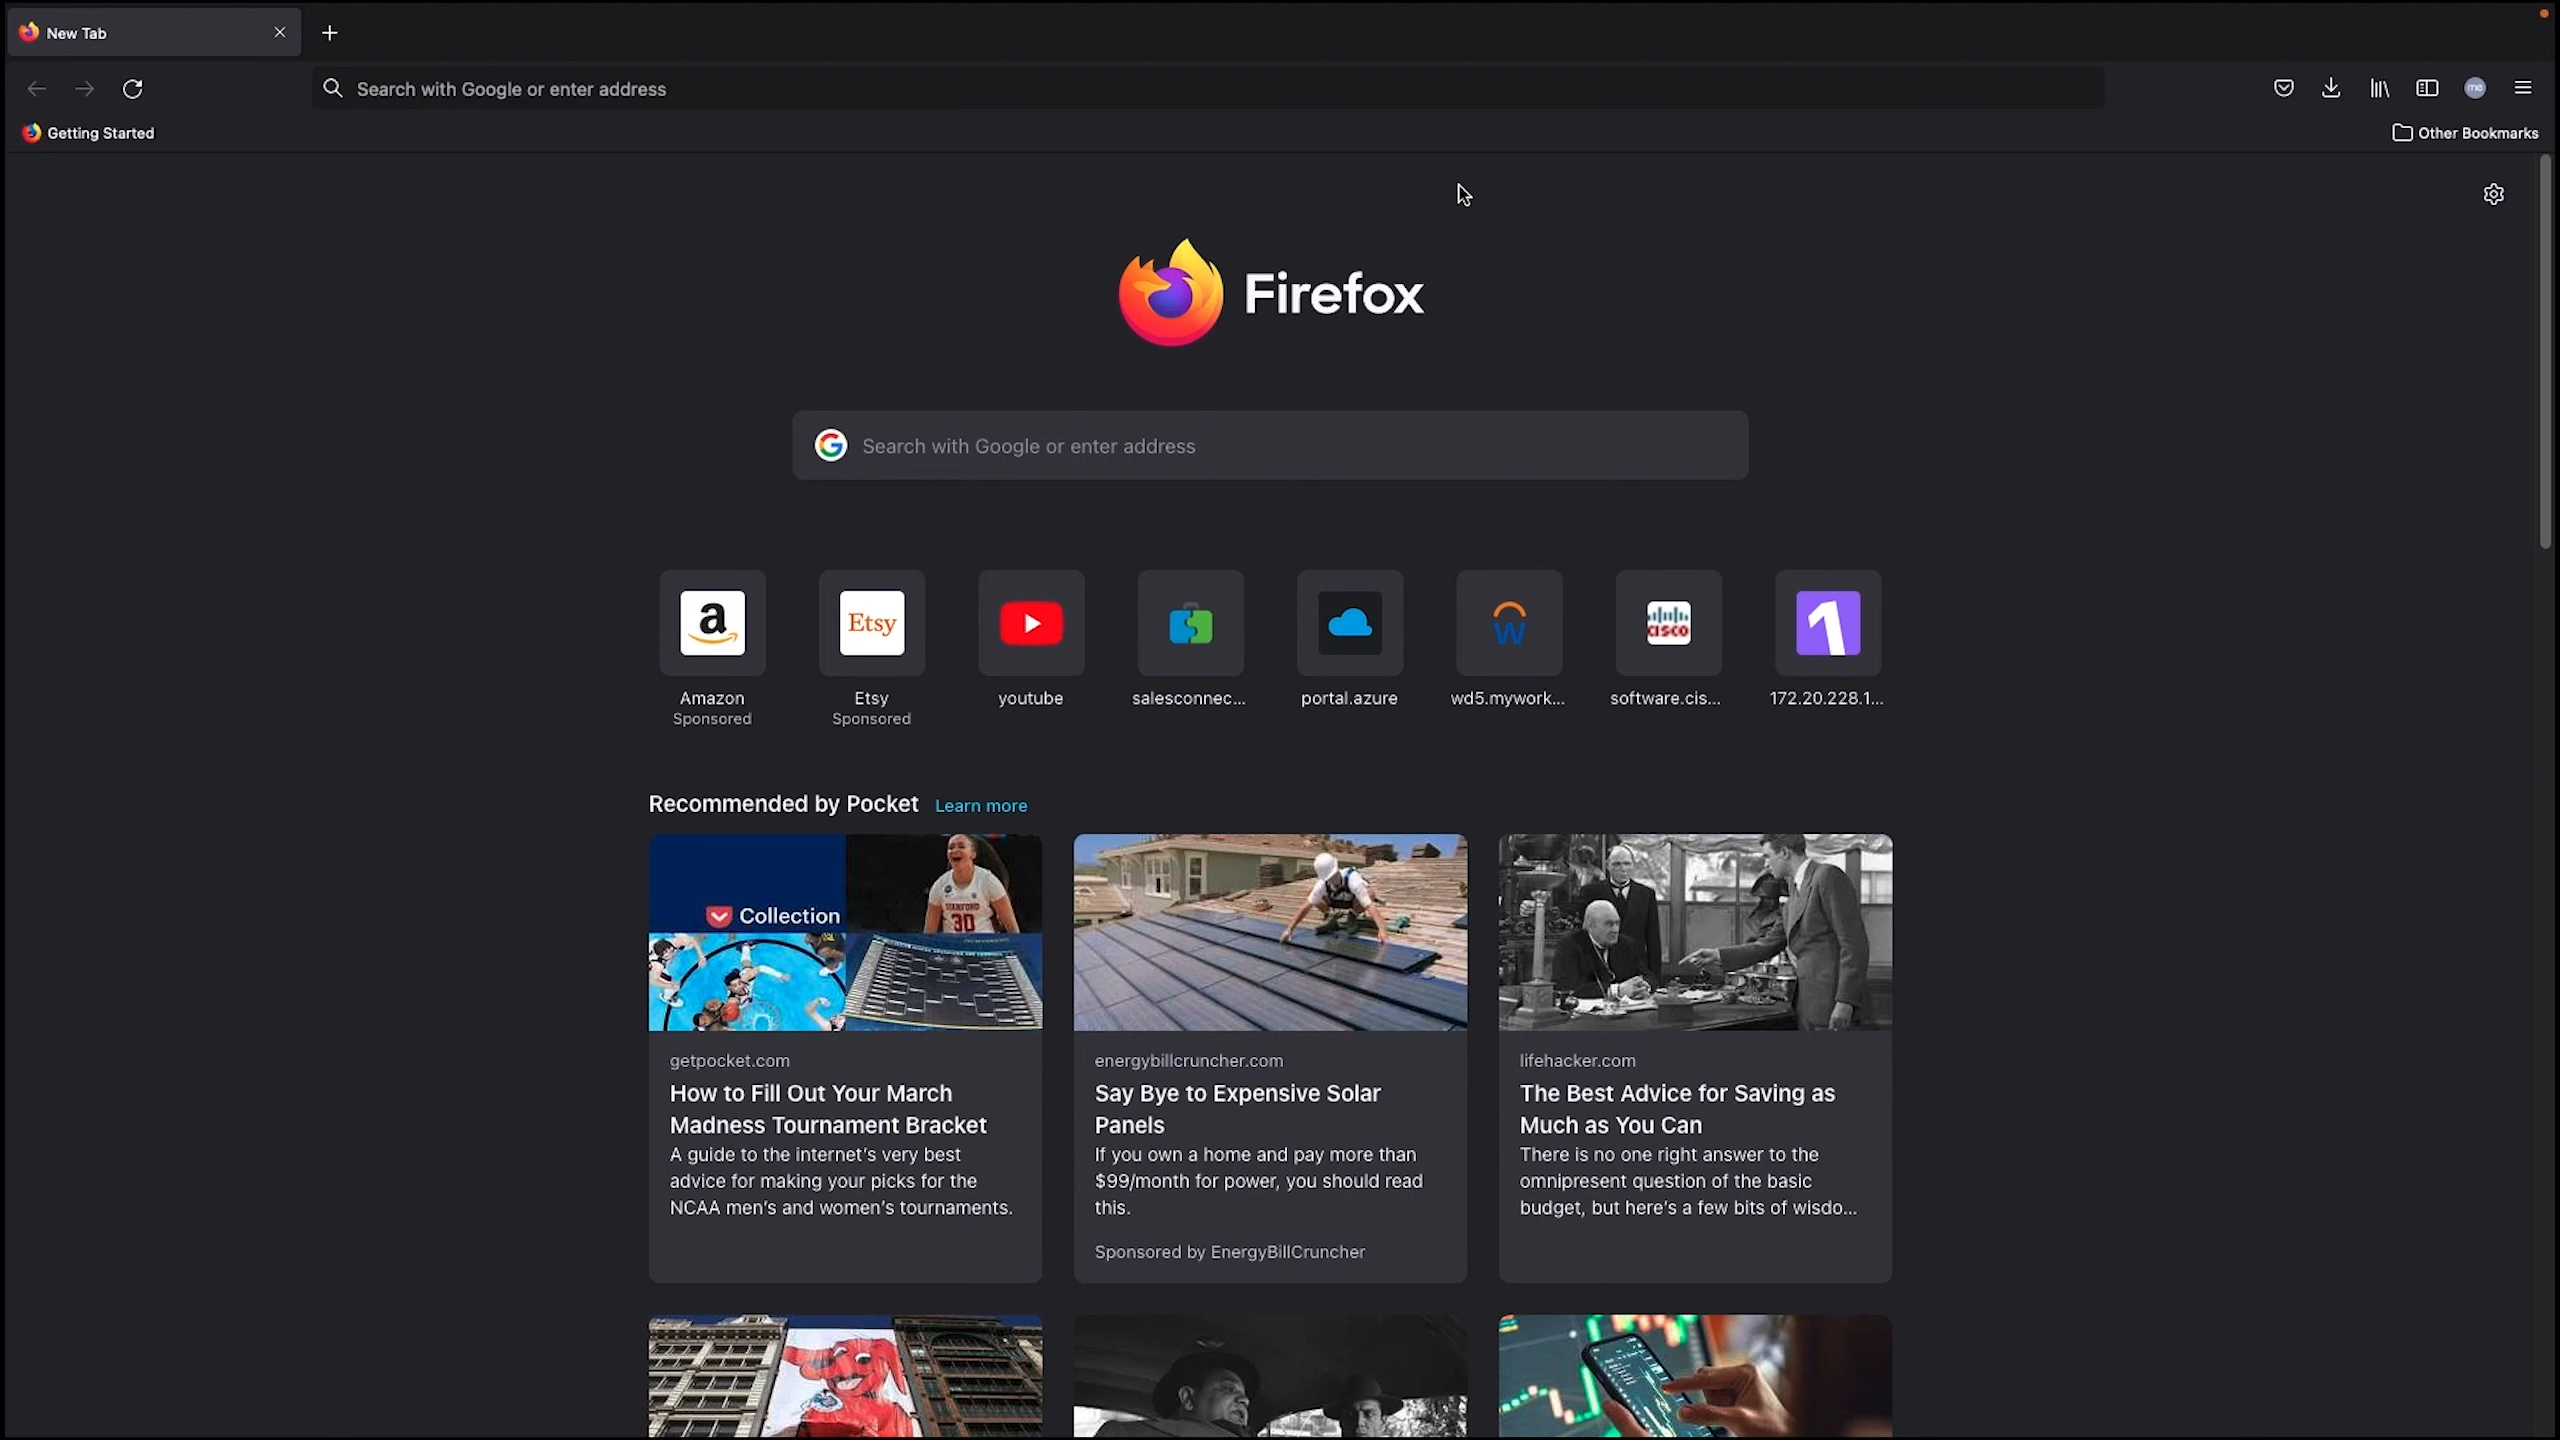 New Tab
Search with Google or enter address
me
Getting Started
Other Bookmarks
Firefox
Search with Google or enter address
a
Etsy
W
cisco
1
Amazon
Sponsored
Etsy
Sponsored
youtube
salesconnec...
portal.azure
wd5.mywork...
software.cis...
172.20.228.1...
Recommended by Pocket Learn more
Collection
STANFORD
30
getpocket.com
How to Fill Out Your March
Madness Tournament Bracket
A guide to the internet's very best
advice for making your picks for the
NCAA men's and women's tournaments.
energybillcruncher.com
Say Bye to Expensive Solar
Panels
If you own a home and pay more than
$99/month for power, you should read
this.
Sponsored by EnergyBillCruncher
lifehacker.com
The Best Advice for Saving as
Much as You Can
There is no one right answer to the
omnipresent question of the basic
budget, but here's a few bits of wisdo...